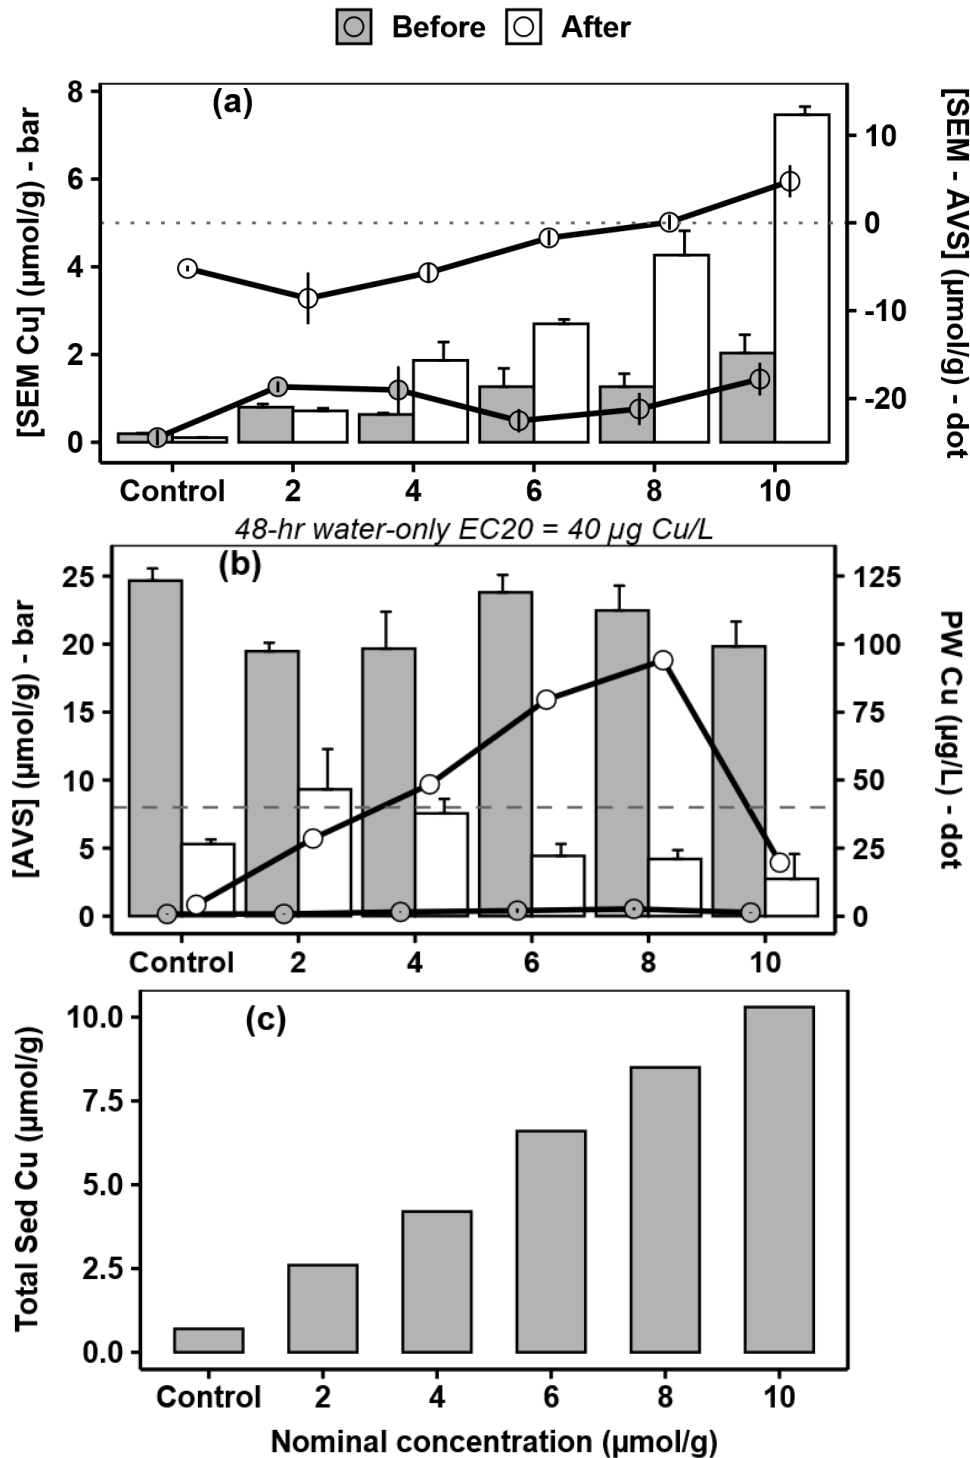 Before After
(a)
[SEM Cu] (µmol/g) - bar
8
6
4
2
0
[SEM - AVS] (µmol/g) - dot
10
0
-10
-20
Control 2 4 6 8 10
48-hr water-only EC20 = 40 µg Cu/L
(b)
[AVS] (µmol/g) - bar
25
20
15
10
5
0
PW Cu (µg/L) - dot
125
100
75
50
25
0
Control 2 4 6 8 10
(c)
Total Sed Cu (µmol/g)
10.0
7.5
5.0
2.5
0.0
Control 2 4 6 8 10
Nominal concentration (µmol/g)